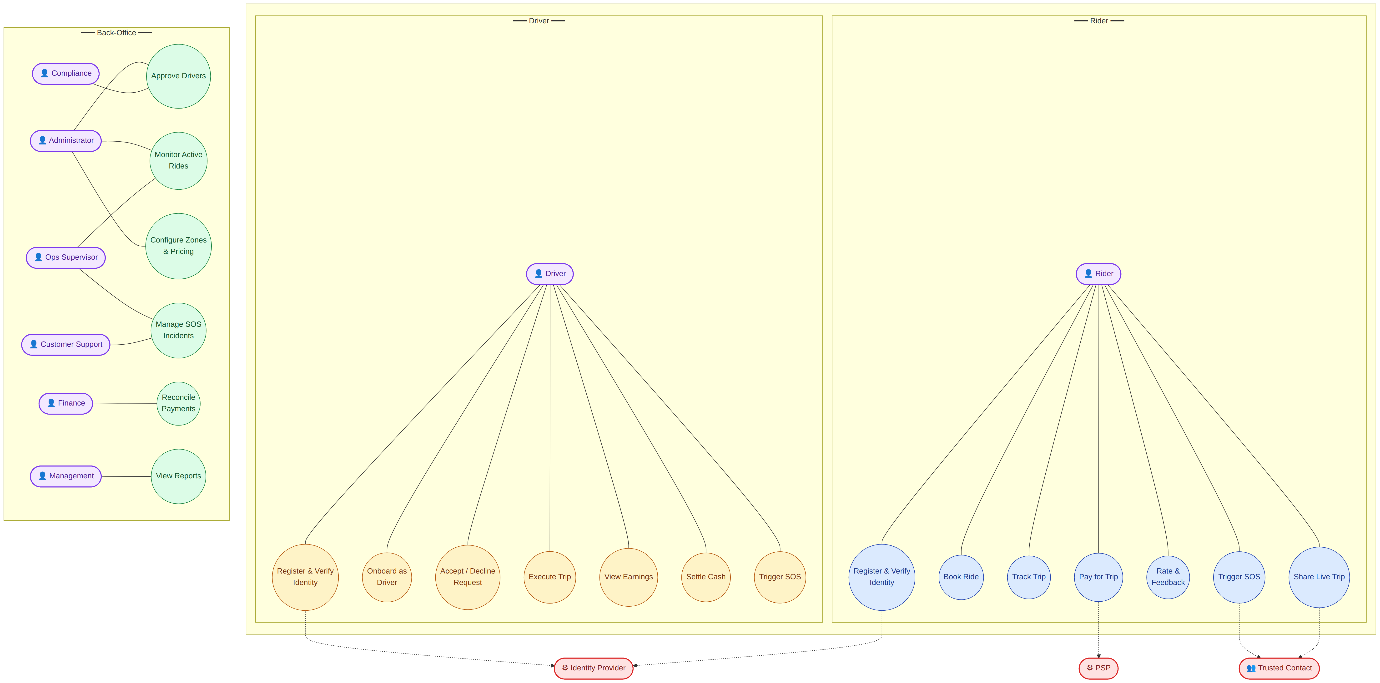 Back-Office
👤 Compliance
Approve Drivers
👤 Administrator
Monitor Active
Rides
Configure Zones
& Pricing
👤 Ops Supervisor
Manage SOS
Incidents
👤 Customer Support
👤 Finance
Reconcile
Payments
👤 Management
View Reports
Driver
👤 Driver
Register & Verify
Identity
Onboard as
Driver
Accept / Decline
Request
Execute Trip
View Earnings
Settle Cash
Trigger SOS
Rider
👤 Rider
Register & Verify
Identity
Book Ride
Track Trip
Pay for Trip
Rate &
Feedback
Trigger SOS
Share Live Trip
⚙ Identity Provider
⚙ PSP
👥 Trusted Contact